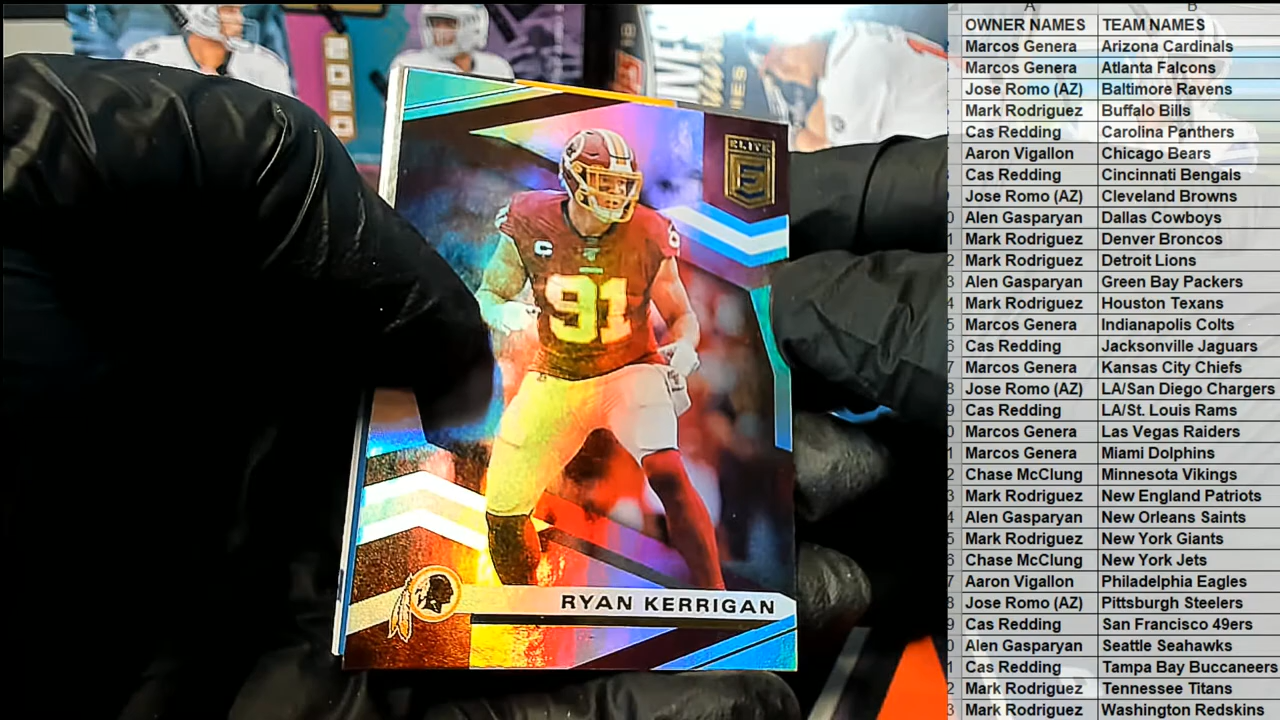 ELITE
E
C
91
RYAN KERRIGAN
A B
OWNER NAMES TEAM NAMES
Marcos Genera Arizona Cardinals
Marcos Genera Atlanta Falcons
Jose Romo (AZ) Baltimore Ravens
Mark Rodriguez Buffalo Bills
Cas Redding Carolina Panthers
Aaron Vigallon Chicago Bears
Cas Redding Cincinnati Bengals
Jose Romo (AZ) Cleveland Browns
Alen Gasparyan Dallas Cowboys
Mark Rodriguez Denver Broncos
Mark Rodriguez Detroit Lions
Alen Gasparyan Green Bay Packers
Mark Rodriguez Houston Texans
Marcos Genera Indianapolis Colts
Cas Redding Jacksonville Jaguars
Marcos Genera Kansas City Chiefs
Jose Romo (AZ) LA/San Diego Chargers
Cas Redding LA/St. Louis Rams
Marcos Genera Las Vegas Raiders
Marcos Genera Miami Dolphins
Chase McClung Minnesota Vikings
Mark Rodriguez New England Patriots
Alen Gasparyan New Orleans Saints
Mark Rodriguez New York Giants
Chase McClung New York Jets
Aaron Vigallon Philadelphia Eagles
Jose Romo (AZ) Pittsburgh Steelers
Cas Redding San Francisco 49ers
Alen Gasparyan Seattle Seahawks
Cas Redding Tampa Bay Buccaneers
Mark Rodriguez Tennessee Titans
Mark Rodriguez Washington Redskins